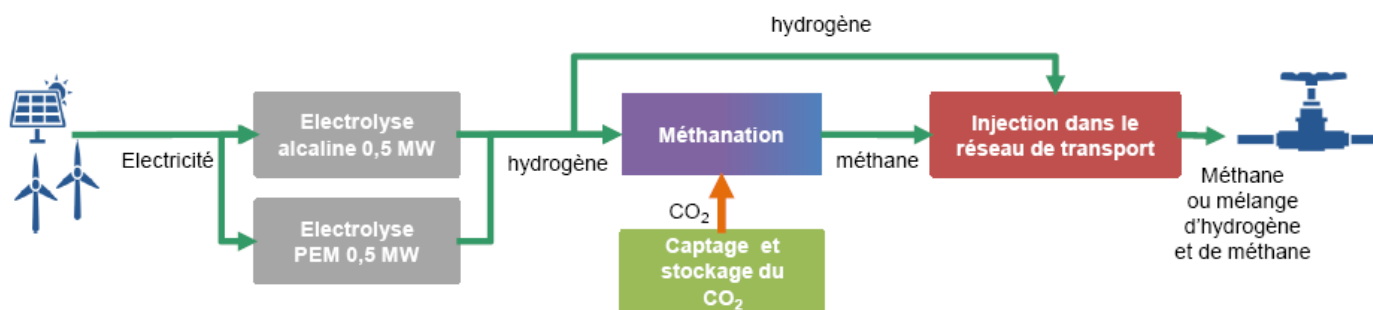 hydrogène
Electrolyse
alcaline 0,5 MW
Electricité
hydrogène
Méthanation
méthane
Injection dans le
réseau de transport
Méthane
ou mélange
d'hydrogène
et de méthane
Electrolyse
PEM 0,5 MW
CO₂
Captage et
stockage du
CO₂